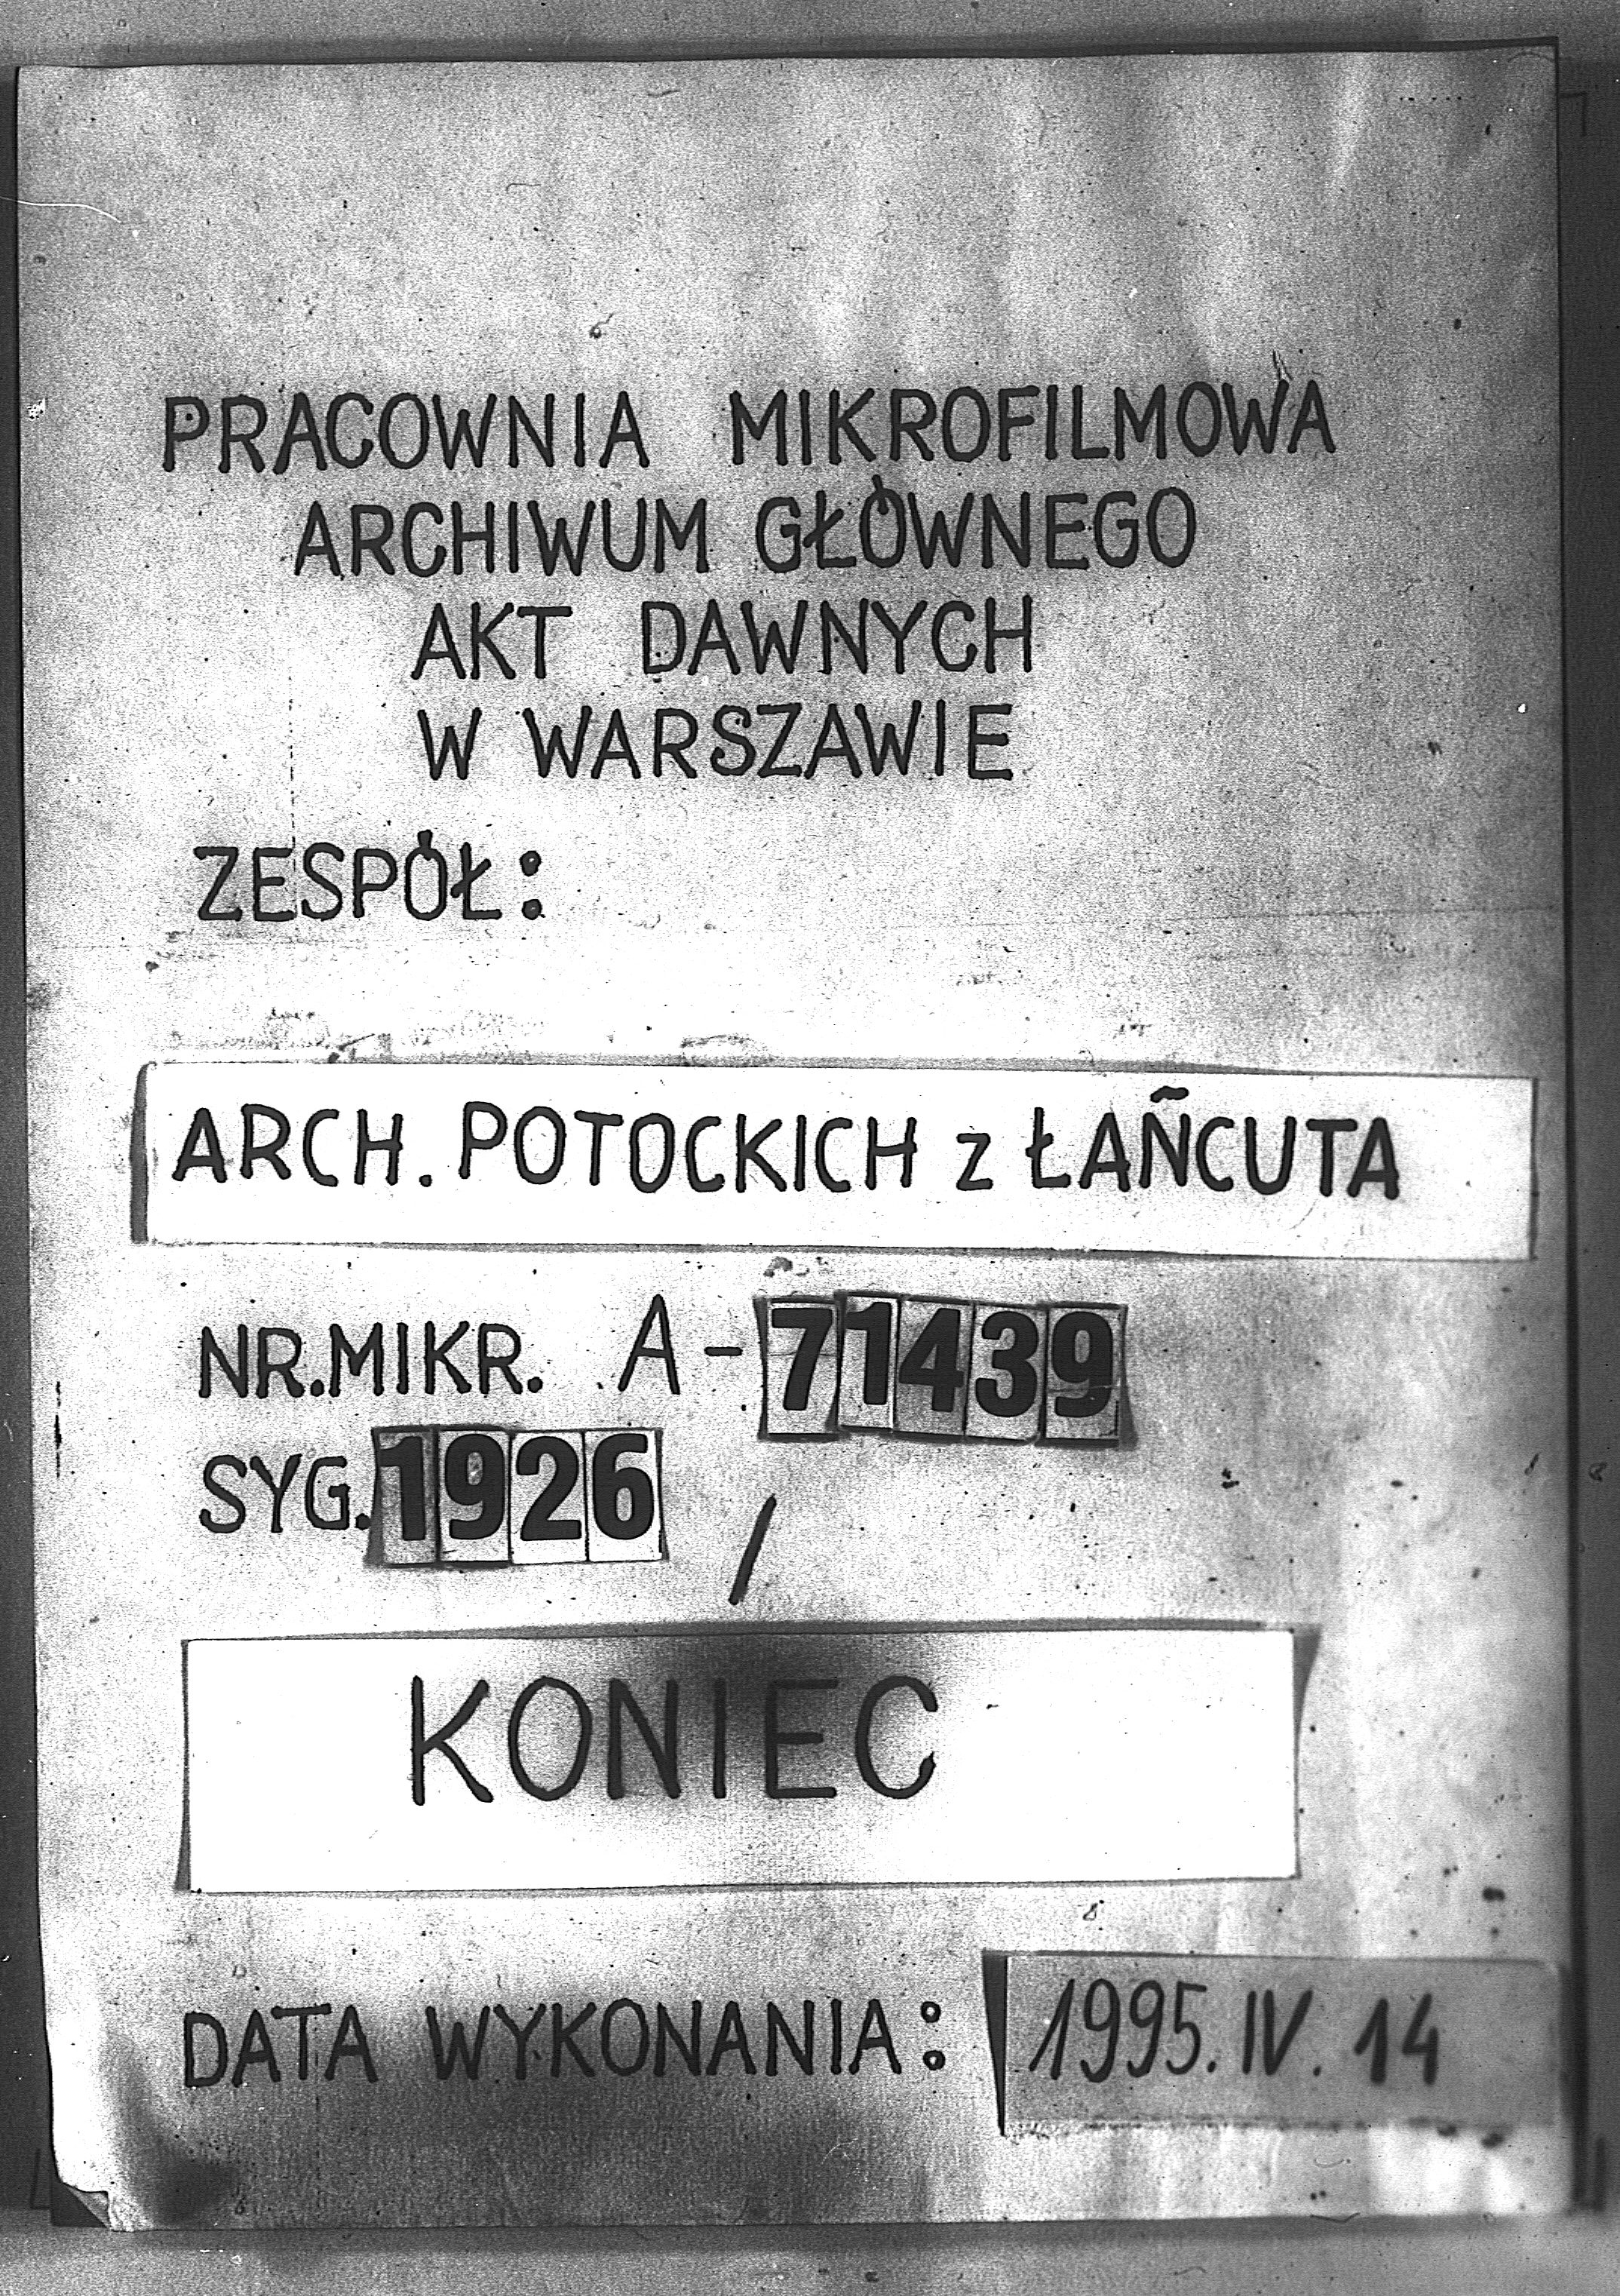 PRACOWNIA MIKROFILMOWA
ARCHIWUM GŁÓWNEGO
AKT DAWNYCH
W WARSZAWIE
ZESPÓŁ:
ARCH. POTOCKICH z ŁAŃCUTA
NR.MIKR. A-71439
SYG.1926 /
KONIEC
DATA WYKONANIA: 1995.IV.14